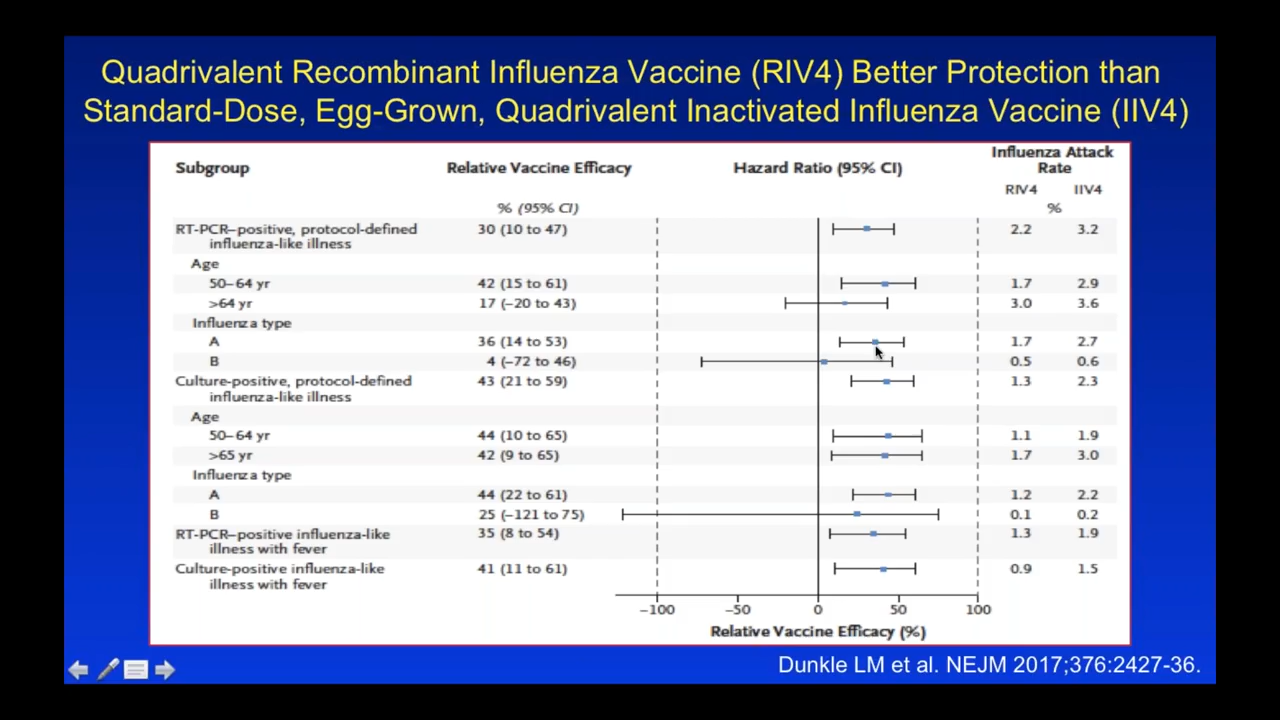 Quadrivalent Recombinant Influenza Vaccine (RIV4) Better Protection than
Standard-Dose, Egg-Grown, Quadrivalent Inactivated Influenza Vaccine (IIV4)
Subgroup Relative Vaccine Efficacy Hazard Ratio (95% CI) Influenza Attack
Rate
RIV4 IIV4
% (95% CI) %
RT-PCR–positive, protocol-defined 30 (10 to 47) 2.2 3.2
influenza-like illness
Age
50–64 yr 42 (15 to 61) 1.7 2.9
>64 yr 17 (−20 to 43) 3.0 3.6
Influenza type
A 36 (14 to 53) 1.7 2.7
B 4 (−72 to 46) 0.5 0.6
Culture-positive, protocol-defined 43 (21 to 59) 1.3 2.3
influenza-like illness
Age
50–64 yr 44 (10 to 65) 1.1 1.9
>65 yr 42 (9 to 65) 1.7 3.0
Influenza type
A 44 (22 to 61) 1.2 2.2
B 25 (−121 to 75) 0.1 0.2
RT-PCR–positive influenza-like 35 (8 to 54) 1.3 1.9
illness with fever
Culture-positive influenza-like 41 (11 to 61) 0.9 1.5
illness with fever
−100 −50 0 50 100
Relative Vaccine Efficacy (%)
Dunkle LM et al. NEJM 2017;376:2427-36.